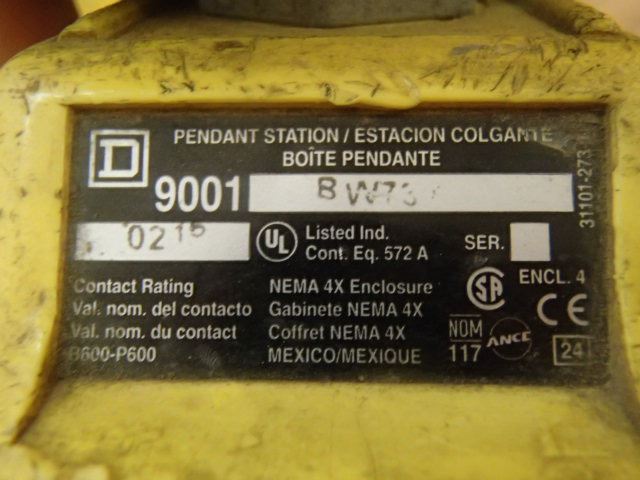 PENDANT STATION / ESTACION COLGANTE
BOÎTE PENDANTE
D
9001 BW73
0215
UL
Listed Ind.
Cont. Eq. 572 A
SER.
31101-273
Contact Rating
Val. nom. del contacto
Val. nom. du contact
B600-P600
NEMA 4X Enclosure
Gabinete NEMA 4X
Coffret NEMA 4X
MEXICO/MEXIQUE
SA
ENCL. 4
CE
NOM
117
ANCE
24